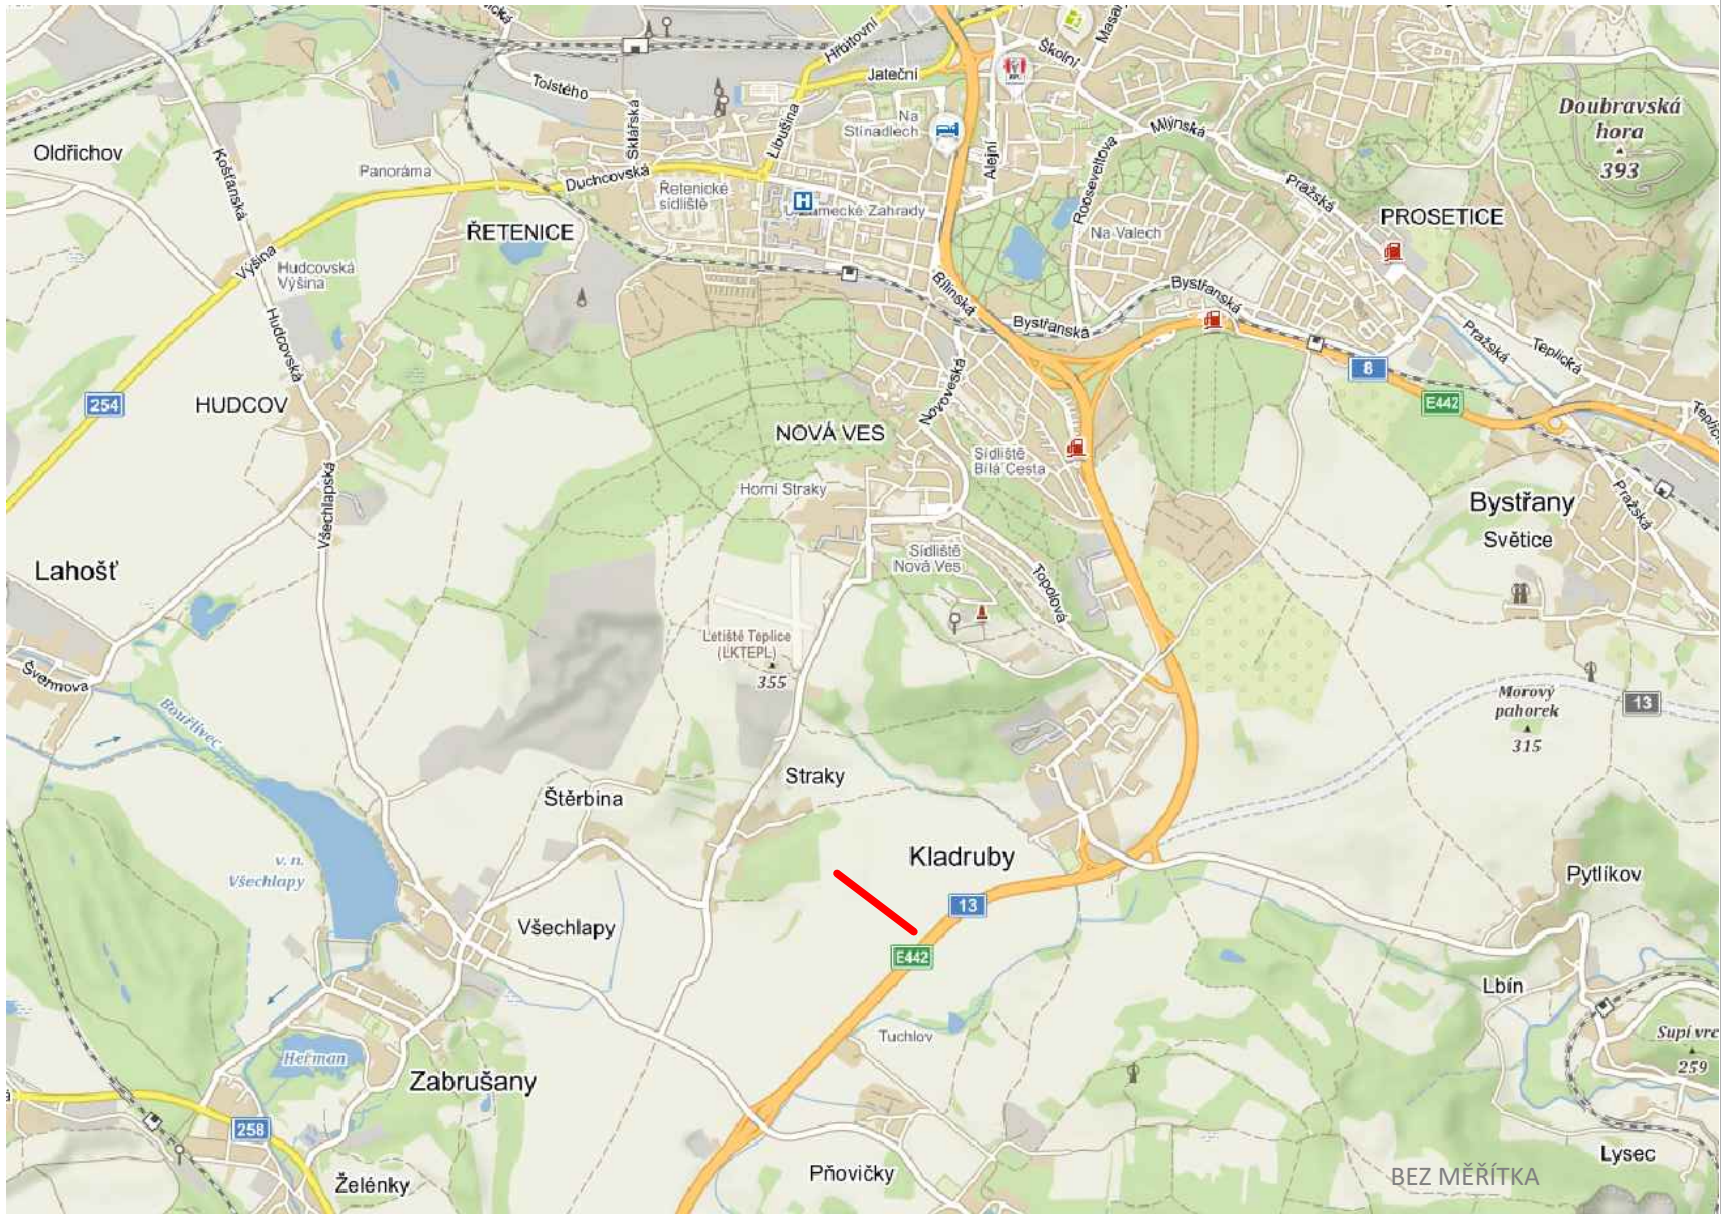 Hřbitovní
Školní
Masar
Jateční
Tolstého
Na
Stínadlech
Libušina
Sklářská
Alejní
Mlýnská
Doubravská
hora
393
Oldřichov
Košťanská
Panoráma
Duchcovská
Řetenické
sídliště
Zámecké Zahrady
Rooseveltova
Pražská
PROSETICE
ŘETENICE
Na Valech
Výšina
Hudcovská
Výšina
Bílinská
Bystřanská
Bystřanská
Hudcovská
Pražská
Teplická
8
E442
254
HUDCOV
Novoveská
NOVÁ VES
Sídliště
Bílá Cesta
Horní Straky
Všechlapská
Bystřany
Pražská
Světice
Lahošť
Sídliště
Nová Ves
Topolová
Letiště Teplice
(LKTEPL)
355
Švermova
Bouřlivec
Morový
pahorek
315
13
Straky
Štěrbina
Kladruby
v. n.
Všechlapy
Pytlíkov
13
Všechlapy
E442
Lbín
Tuchlov
Supí vrc
259
Heřman
Zabrušany
258
Lysec
Pňovičky
BEZ MĚŘÍTKA
Želénky